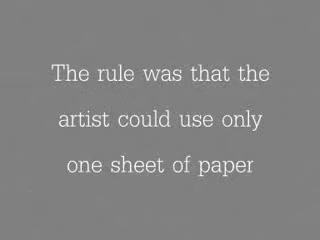 The rule was that the
artist could use only
one sheet of paper